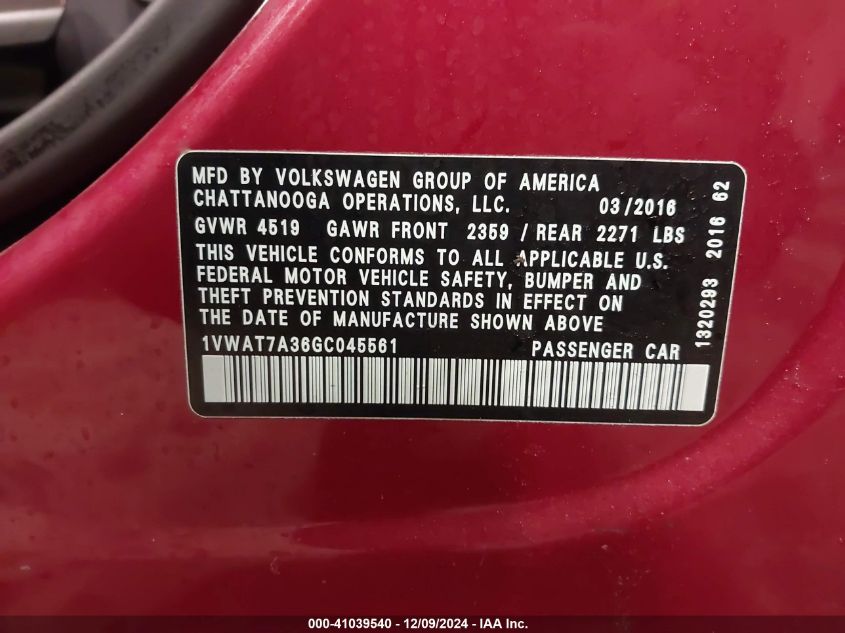 MFD BY VOLKSWAGEN GROUP OF AMERICA
CHATTANOOGA OPERATIONS, LLC. 03/2016
GVWR 4519 GAWR FRONT 2359 / REAR 2271 LBS
THIS VEHICLE CONFORMS TO ALL APPLICABLE U.S.
FEDERAL MOTOR VEHICLE SAFETY, BUMPER AND
THEFT PREVENTION STANDARDS IN EFFECT ON
THE DATE OF MANUFACTURE SHOWN ABOVE
1VWAT7A36GC045561 PASSENGER CAR
1320293 2016 62
000-41039540 - 12/09/2024 - IAA Inc.